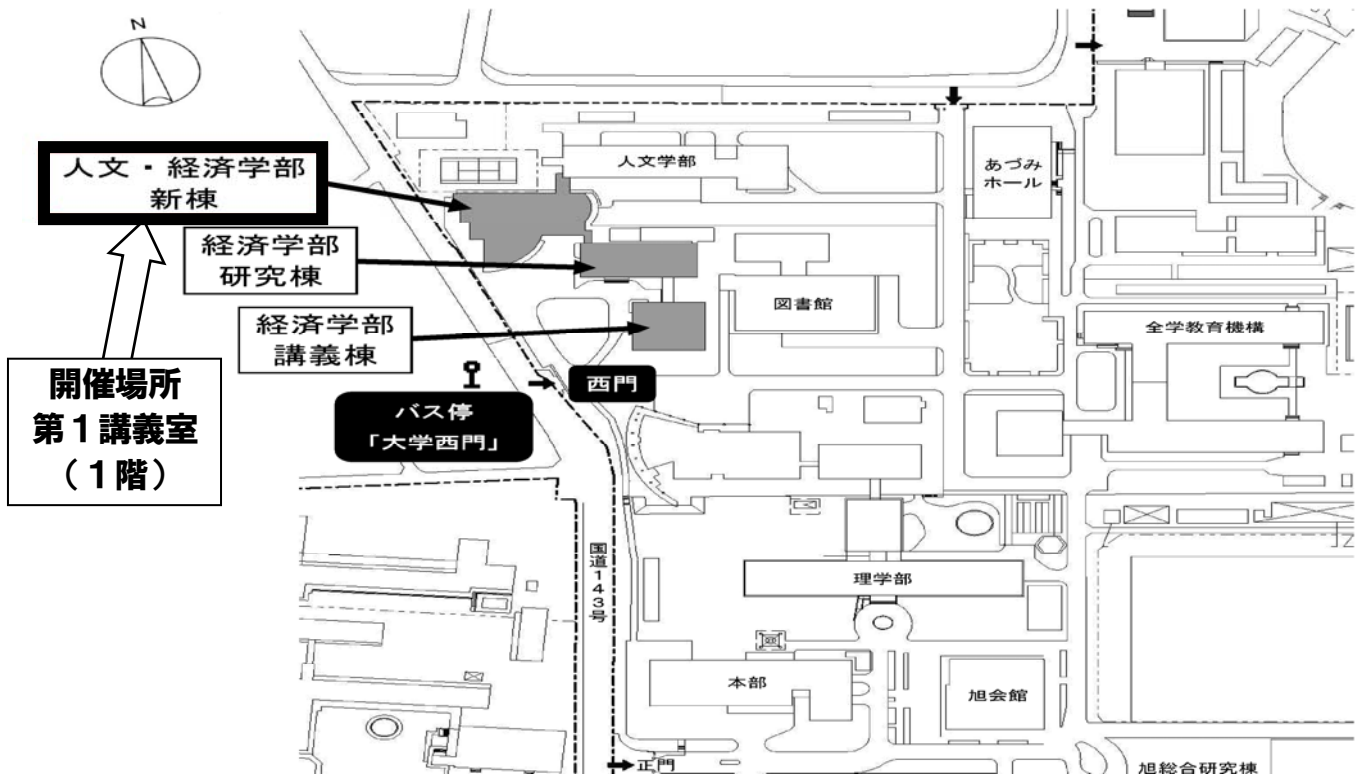 N
人文・経済学部
新棟
経済学部
研究棟
経済学部
講義棟
開催場所
第１講義室
（１階）
バス停
「大学西門」
西門
人文学部
あづみ
ホール
図書館
全学教育機構
国道143号
理学部
本部
旭会館
正門
旭総合研究棟